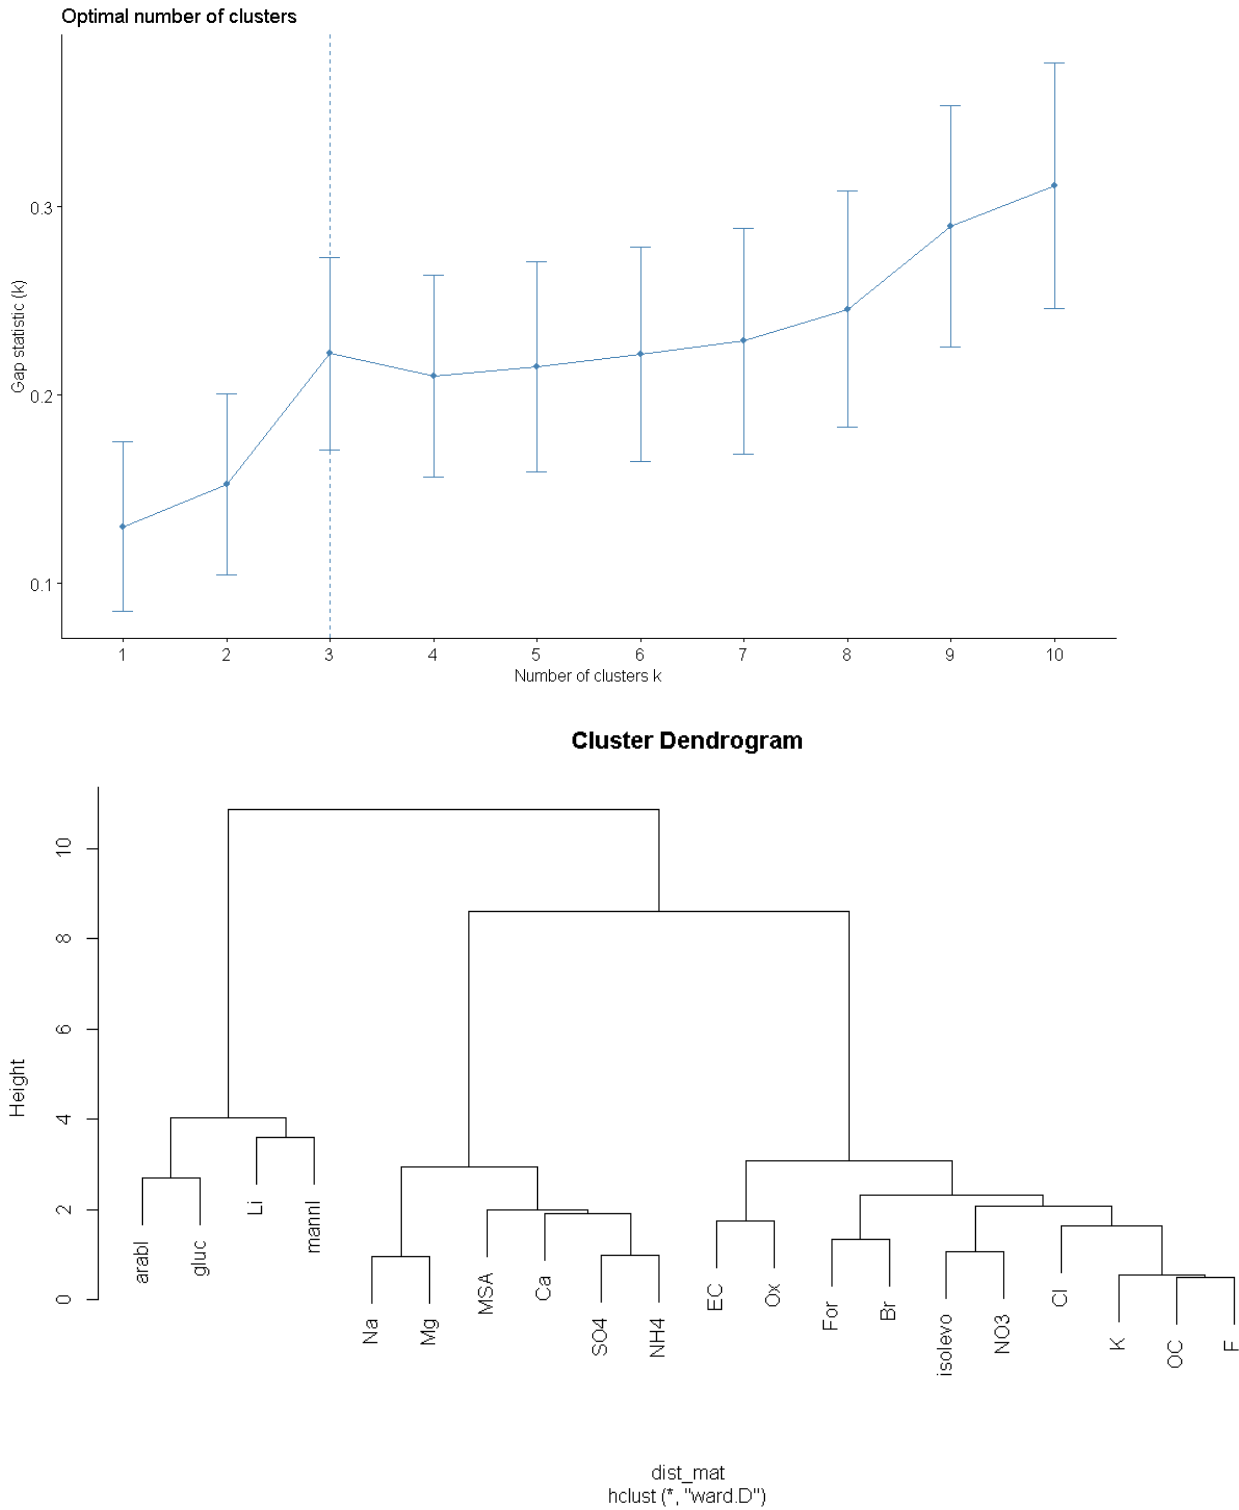 Optimal number of clusters
0.3
0.2
0.1
Gap statistic (k)
1 2 3 4 5 6 7 8 9 10
Number of clusters k
Cluster Dendrogram
10
8
6
4
2
0
Height
arabl
gluc
Li
mannl
Na
Mg
MSA
Ca
SO4
NH4
EC
Ox
For
Br
isolevo
NO3
Cl
K
OC
F
dist_mat
hclust (*, "ward.D")